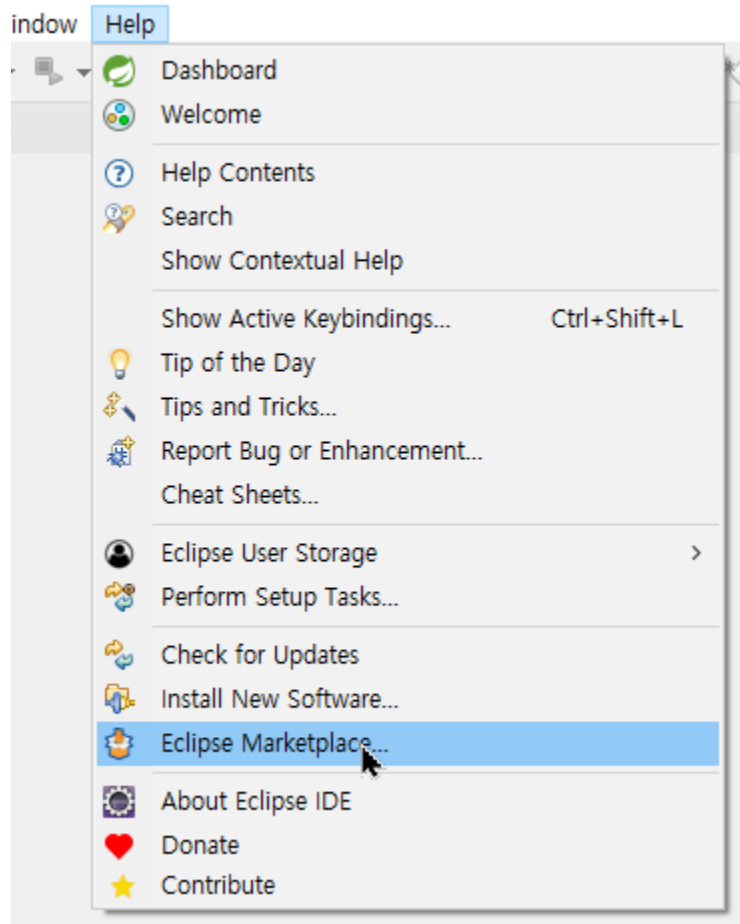 indow Help
Dashboard
Welcome
Help Contents
Search
Show Contextual Help
Show Active Keybindings... Ctrl+Shift+L
Tip of the Day
Tips and Tricks...
Report Bug or Enhancement...
Cheat Sheets...
Eclipse User Storage
Perform Setup Tasks...
Check for Updates
Install New Software...
Eclipse Marketplace...
About Eclipse IDE
Donate
Contribute